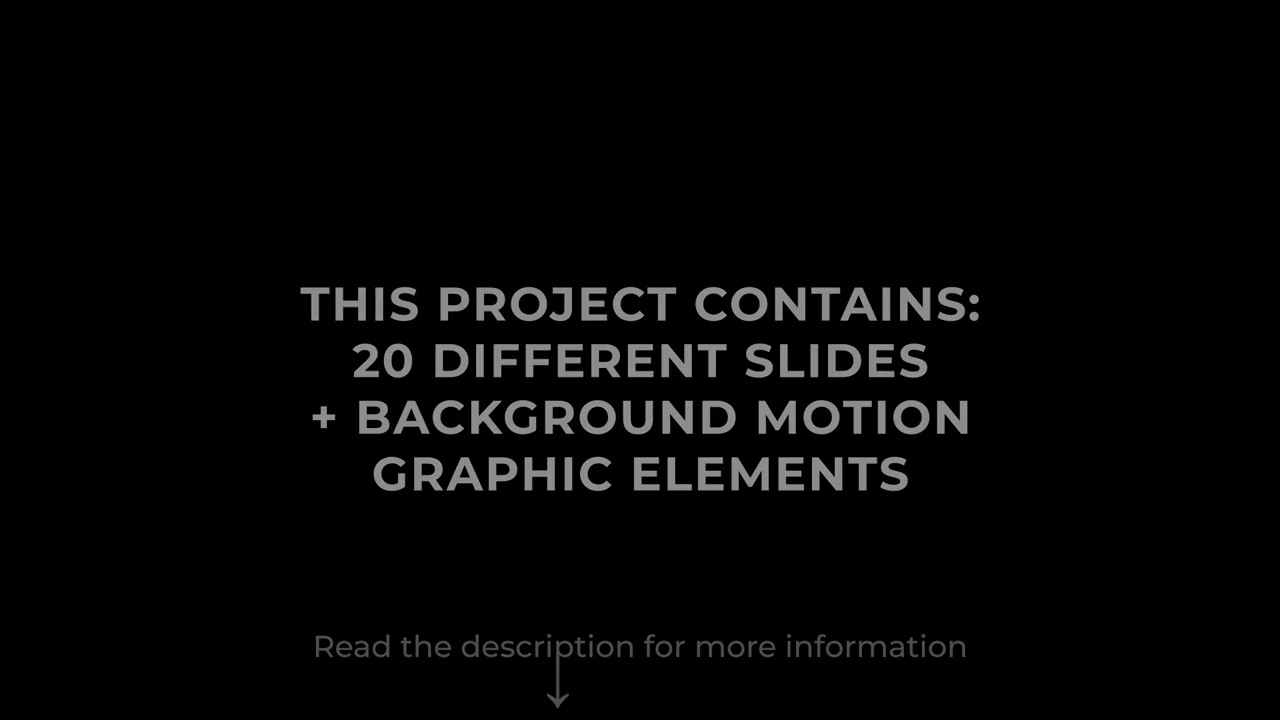 THIS PROJECT CONTAINS:
20 DIFFERENT SLIDES
+ BACKGROUND MOTION
GRAPHIC ELEMENTS
Read the description for more information